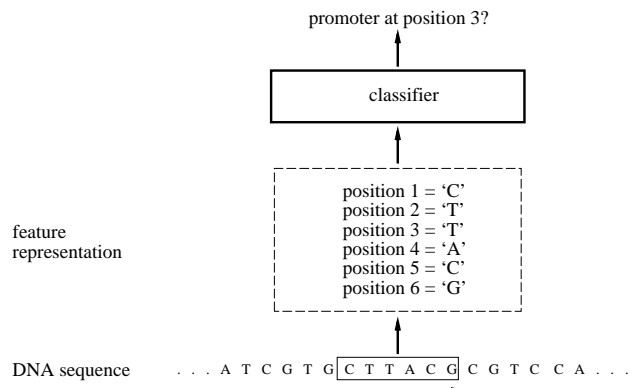 promoter at position 3?
classifier
position 1 = ‘C’
position 2 = ‘T’
position 3 = ‘T’
position 4 = ‘A’
position 5 = ‘C’
position 6 = ‘G’
feature
representation
DNA sequence . . . A T C G T G C T T A C G C G T C C A . . .